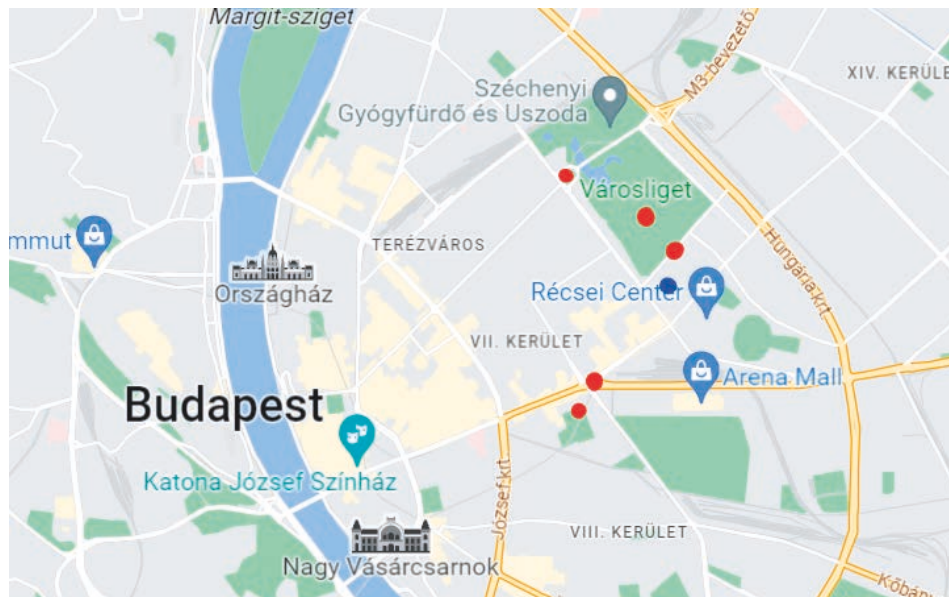 Margit-sziget
M3 bevezető
XIV. KERÜLE
Széchenyi
Gyógyfürdő és Uszoda
Városliget
mmut
TERÉZVÁROS
Hungária krt.
Országház
Récsei Center
VII. KERÜLET
Arena Mall
Budapest
Katona József Színház
József krt.
VIII. KERÜLET
Nagy Vásárcsarnok
Kőbány